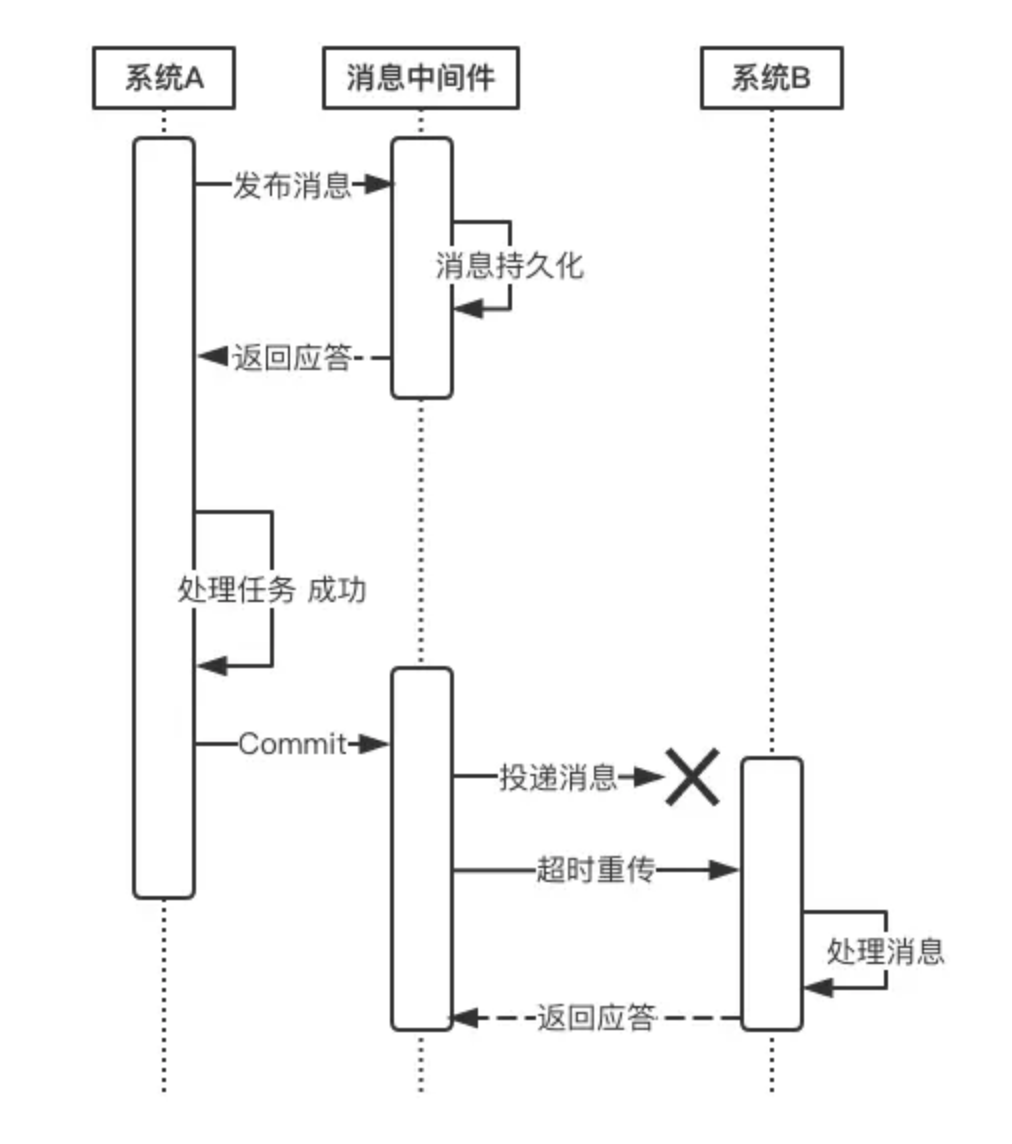 系统A
消息中间件
系统B
发布消息
消息持久化
返回应答
处理任务 成功
Commit
投递消息
超时重传
处理消息
返回应答